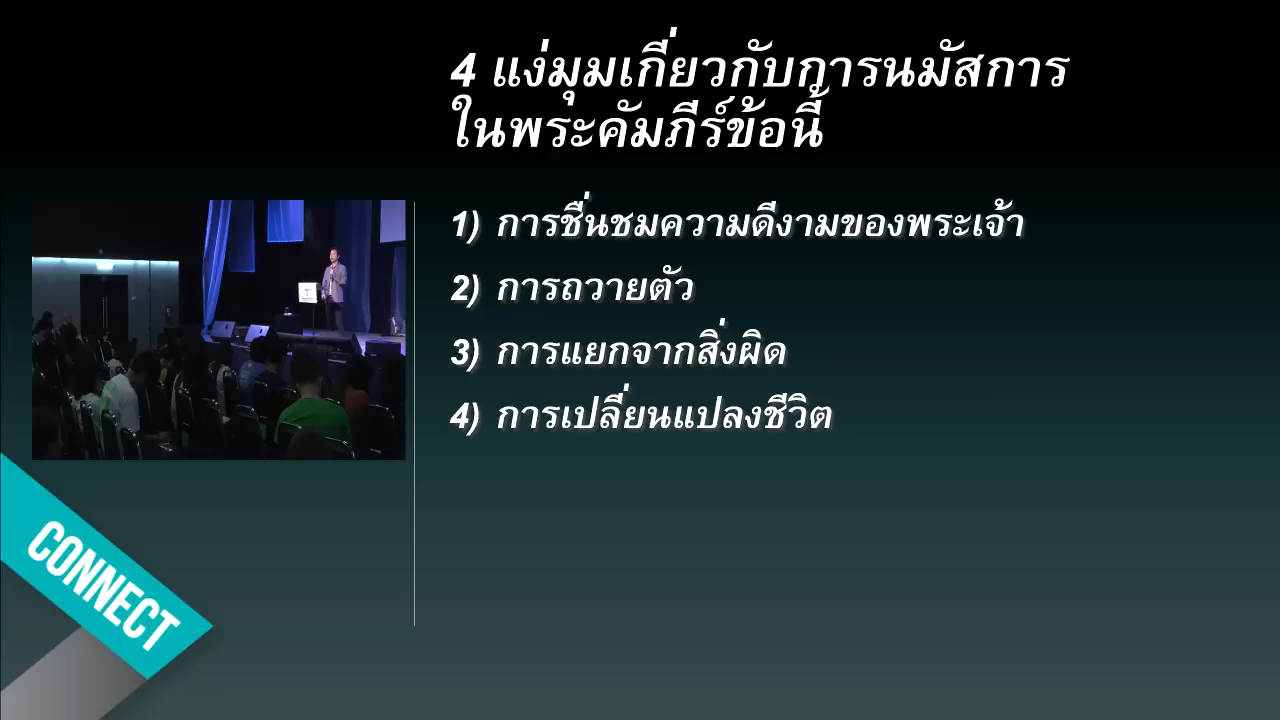 4 แง่มุมเกี่ยวกับการนมัสการ
ในพระคัมภีร์ข้อนี้
1) การชื่นชมความดีงามของพระเจ้า
2) การถวายตัว
3) การแยกจากสิ่งผิด
4) การเปลี่ยนแปลงชีวิต
CONNECT